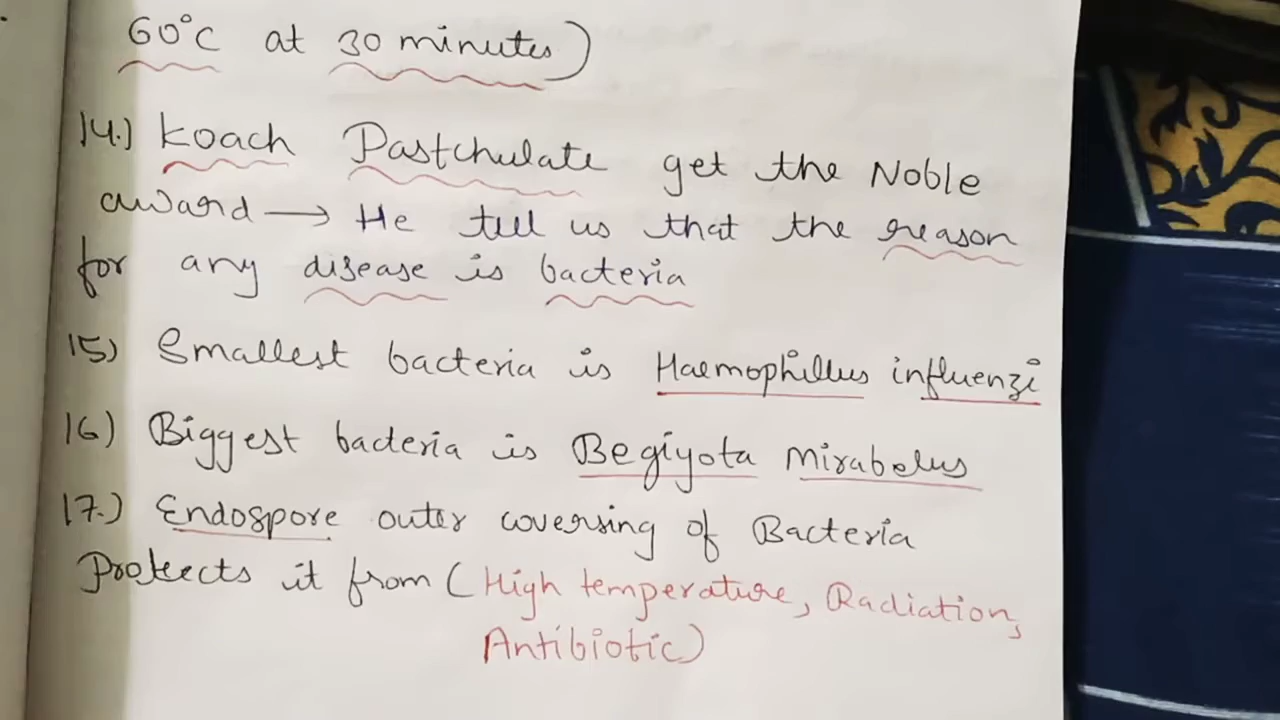 60°C at 30 minutes)
14.) Koach Pastchulate get the Noble
award → He tell us that the reason
for any disease is bacteria
15) Smallest bacteria is Haemophillus influenzi
16) Biggest bacteria is Begiyota Mirabelus
17.) Endospore outer coversing of Bacteria
Protects it from (High temperature, Radiation,
Antibiotic)